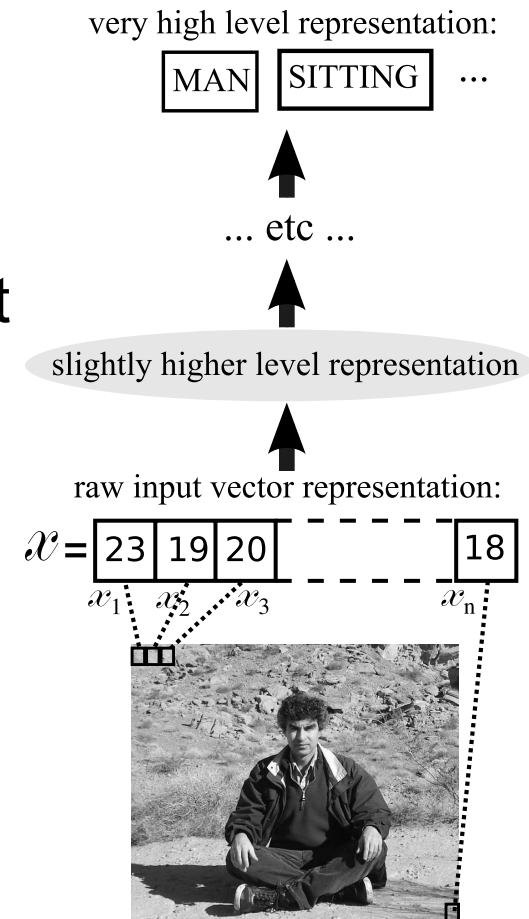 very high level representation:
MAN SITTING ...
... etc ...
t
slightly higher level representation
raw input vector representation:
x = 23 19 20 18
x1 x2 x3 xn